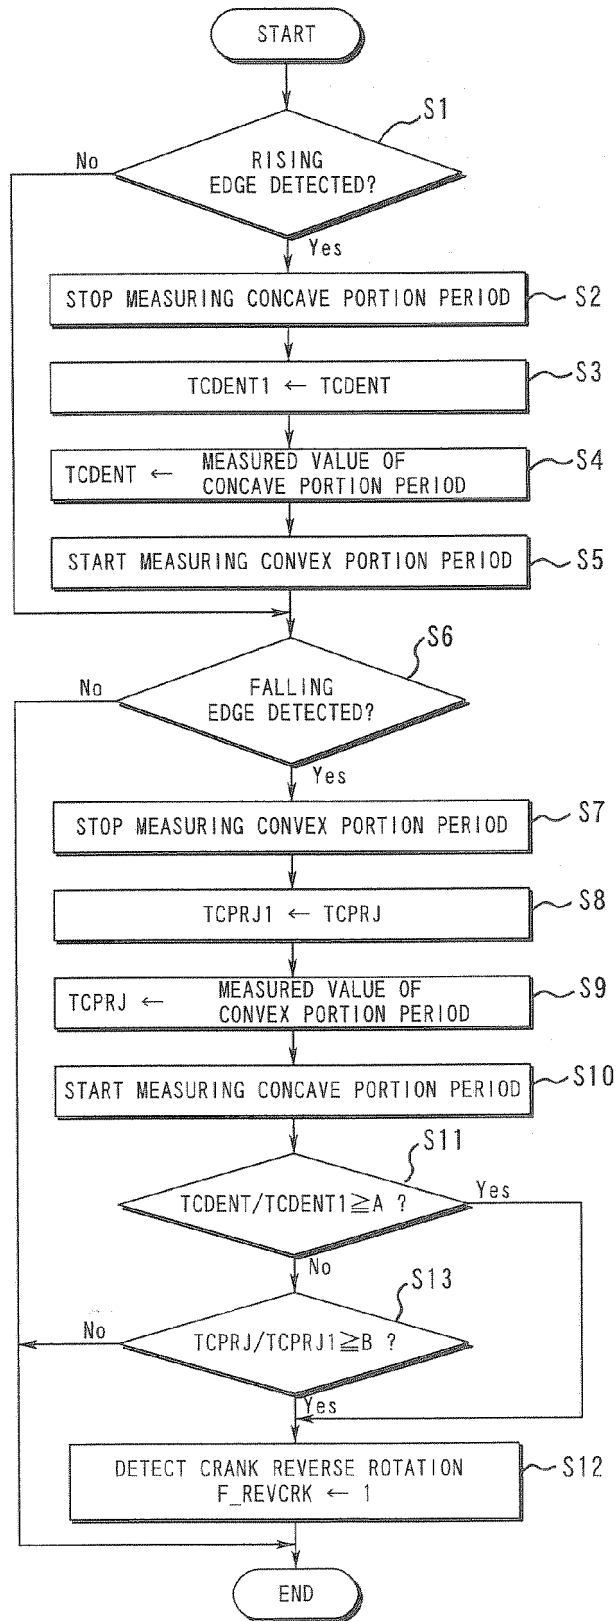 START
S1
No
RISING
EDGE DETECTED?
Yes
STOP MEASURING CONCAVE PORTION PERIOD
S2
TCDENT1 ← TCDENT
S3
TCDENT ← MEASURED VALUE OF
CONCAVE PORTION PERIOD
S4
START MEASURING CONVEX PORTION PERIOD
S5
S6
No
FALLING
EDGE DETECTED?
Yes
STOP MEASURING CONVEX PORTION PERIOD
S7
TCPRJ1 ← TCPRJ
S8
TCPRJ ← MEASURED VALUE OF
CONVEX PORTION PERIOD
S9
START MEASURING CONCAVE PORTION PERIOD
S10
S11
TCDENT/TCDENT1≧A ?
Yes
No
S13
No
TCPRJ/TCPRJ1≧B ?
Yes
DETECT CRANK REVERSE ROTATION
F_REVCRK ← 1
S12
END